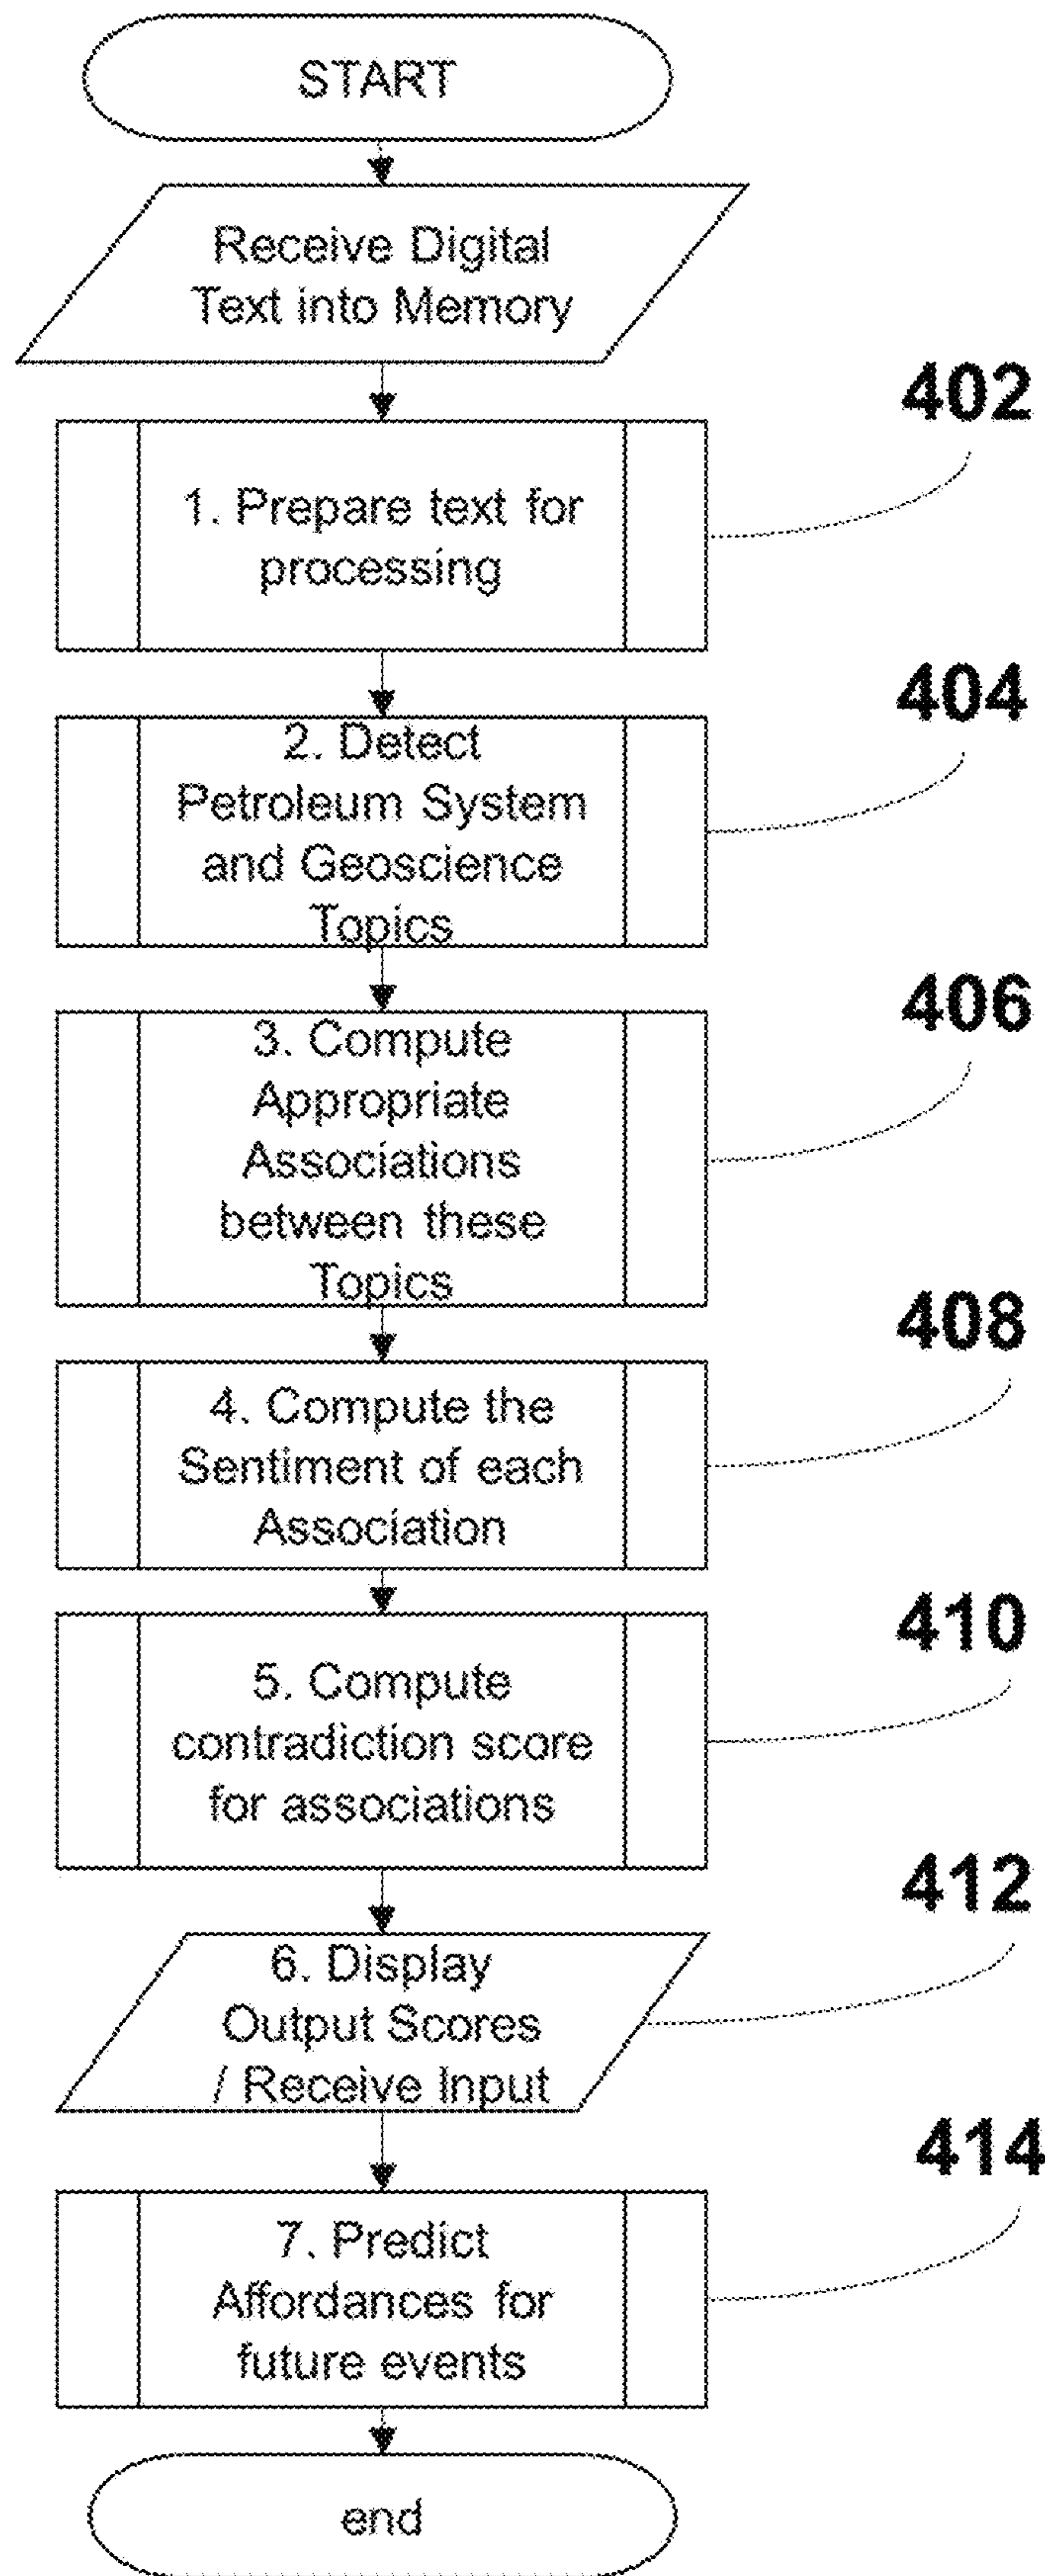 START
Receive Digital
Text into Memory
402
1. Prepare text for
processing
404
2. Detect
Petroleum System
and Geoscience
Topics
406
3. Compute
Appropriate
Associations
between these
Topics
408
4. Compute the
Sentiment of each
Association
410
5. Compute
contradiction score
for associations
412
6. Display
Output Scores
/ Receive Input
414
7. Predict
Affordances for
future events
end